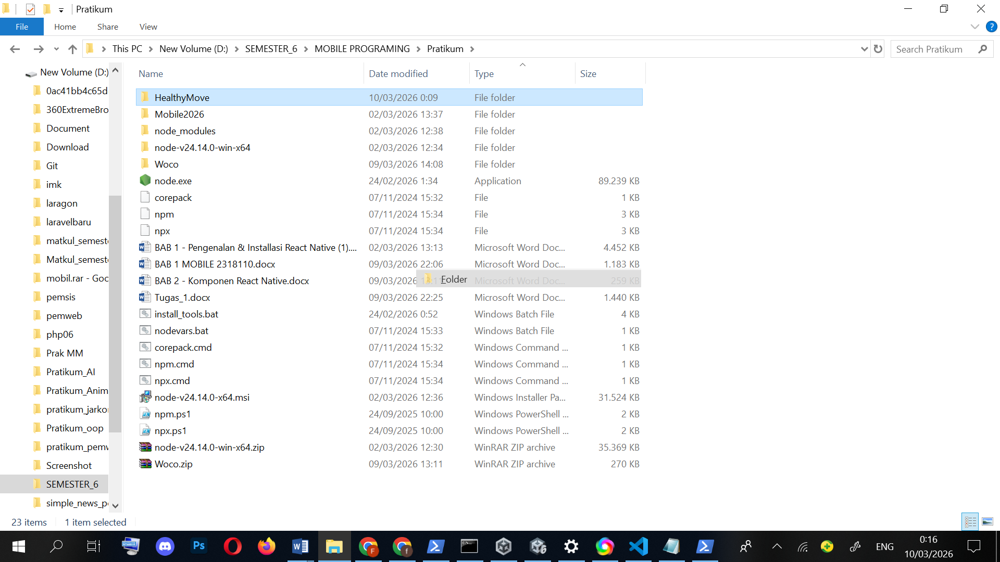 Pratikum
File Home Share View
This PC New Volume (D:) SEMESTER_6 MOBILE PROGRAMING Pratikum
Search Pratikum
New Volume (D:)
0ac41bb4c65d
360ExtremeBro
Document
Download
Git
imk
laragon
laravelbaru
matkul_semest
Matkul_semest
mobil.rar - Goo
pemsis
pemweb
php06
Prak MM
Pratikum_AI
Pratikum_Anim
pratikum_jarko
Pratikum_oop
pratikum_pemw
Screenshot
SEMESTER_6
simple_news_p
Name Date modified Type Size
HealthyMove 10/03/2026 0:09 File folder
Mobile2026 02/03/2026 13:37 File folder
node_modules 02/03/2026 12:38 File folder
node-v24.14.0-win-x64 02/03/2026 12:34 File folder
Woco 09/03/2026 14:08 File folder
node.exe 24/02/2026 1:34 Application 89.239 KB
corepack 07/11/2024 15:32 File 1 KB
npm 07/11/2024 15:34 File 3 KB
npx 07/11/2024 15:34 File 3 KB
BAB 1 - Pengenalan & Installasi React Native (1).... 02/03/2026 13:13 Microsoft Word Doc... 4.452 KB
BAB 1 MOBILE 2318110.docx 09/03/2026 22:06 Microsoft Word Doc... 1.183 KB
BAB 2 - Komponen React Native.docx 09/03/2026 13:11 Microsoft Word Doc... 259 KB
Folder
Tugas_1.docx 09/03/2026 22:25 Microsoft Word Doc... 1.440 KB
install_tools.bat 24/02/2026 0:52 Windows Batch File 4 KB
nodevars.bat 07/11/2024 15:33 Windows Batch File 1 KB
corepack.cmd 07/11/2024 15:32 Windows Command ... 1 KB
npm.cmd 07/11/2024 15:34 Windows Command ... 1 KB
npx.cmd 07/11/2024 15:34 Windows Command ... 1 KB
node-v24.14.0-x64.msi 02/03/2026 12:36 Windows Installer Pa... 31.524 KB
npm.ps1 24/09/2025 10:00 Windows PowerShell ... 2 KB
npx.ps1 24/09/2025 10:00 Windows PowerShell ... 2 KB
node-v24.14.0-win-x64.zip 02/03/2026 12:30 WinRAR ZIP archive 35.369 KB
Woco.zip 09/03/2026 13:11 WinRAR ZIP archive 270 KB
23 items 1 item selected
Ps
ENG
0:16
10/03/2026